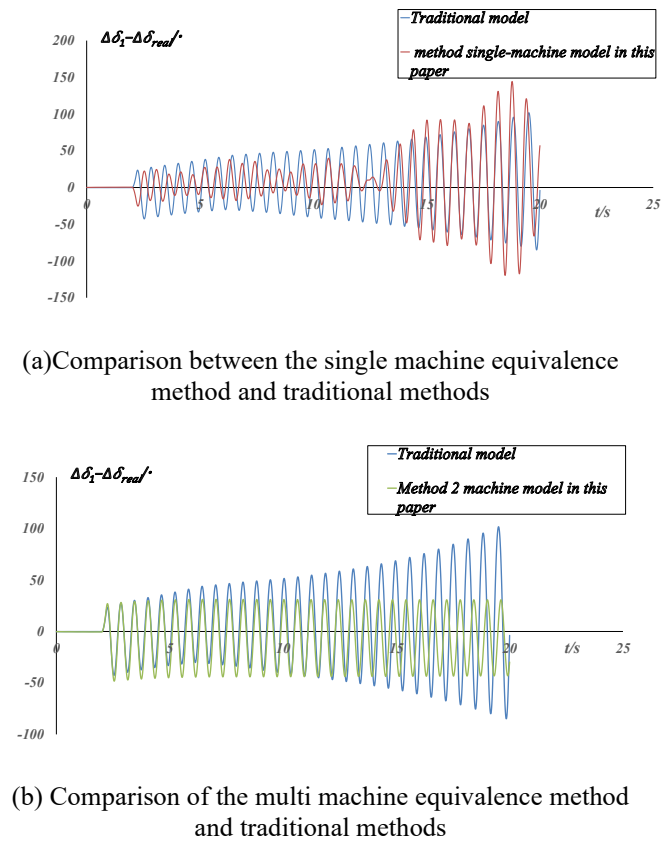 Δδ₁-Δδreal/·
Traditional model
method single-machine model in this
paper
200
150
100
50
0
-50
-100
-150
0
5
10
15
20
25
t/s
(a)Comparison between the single machine equivalence
method and traditional methods
Δδ₁-Δδreal/·
Traditional model
Method 2 machine model in this
paper
150
100
50
0
-50
-100
0
5
10
15
20
25
t/s
(b) Comparison of the multi machine equivalence method
and traditional methods